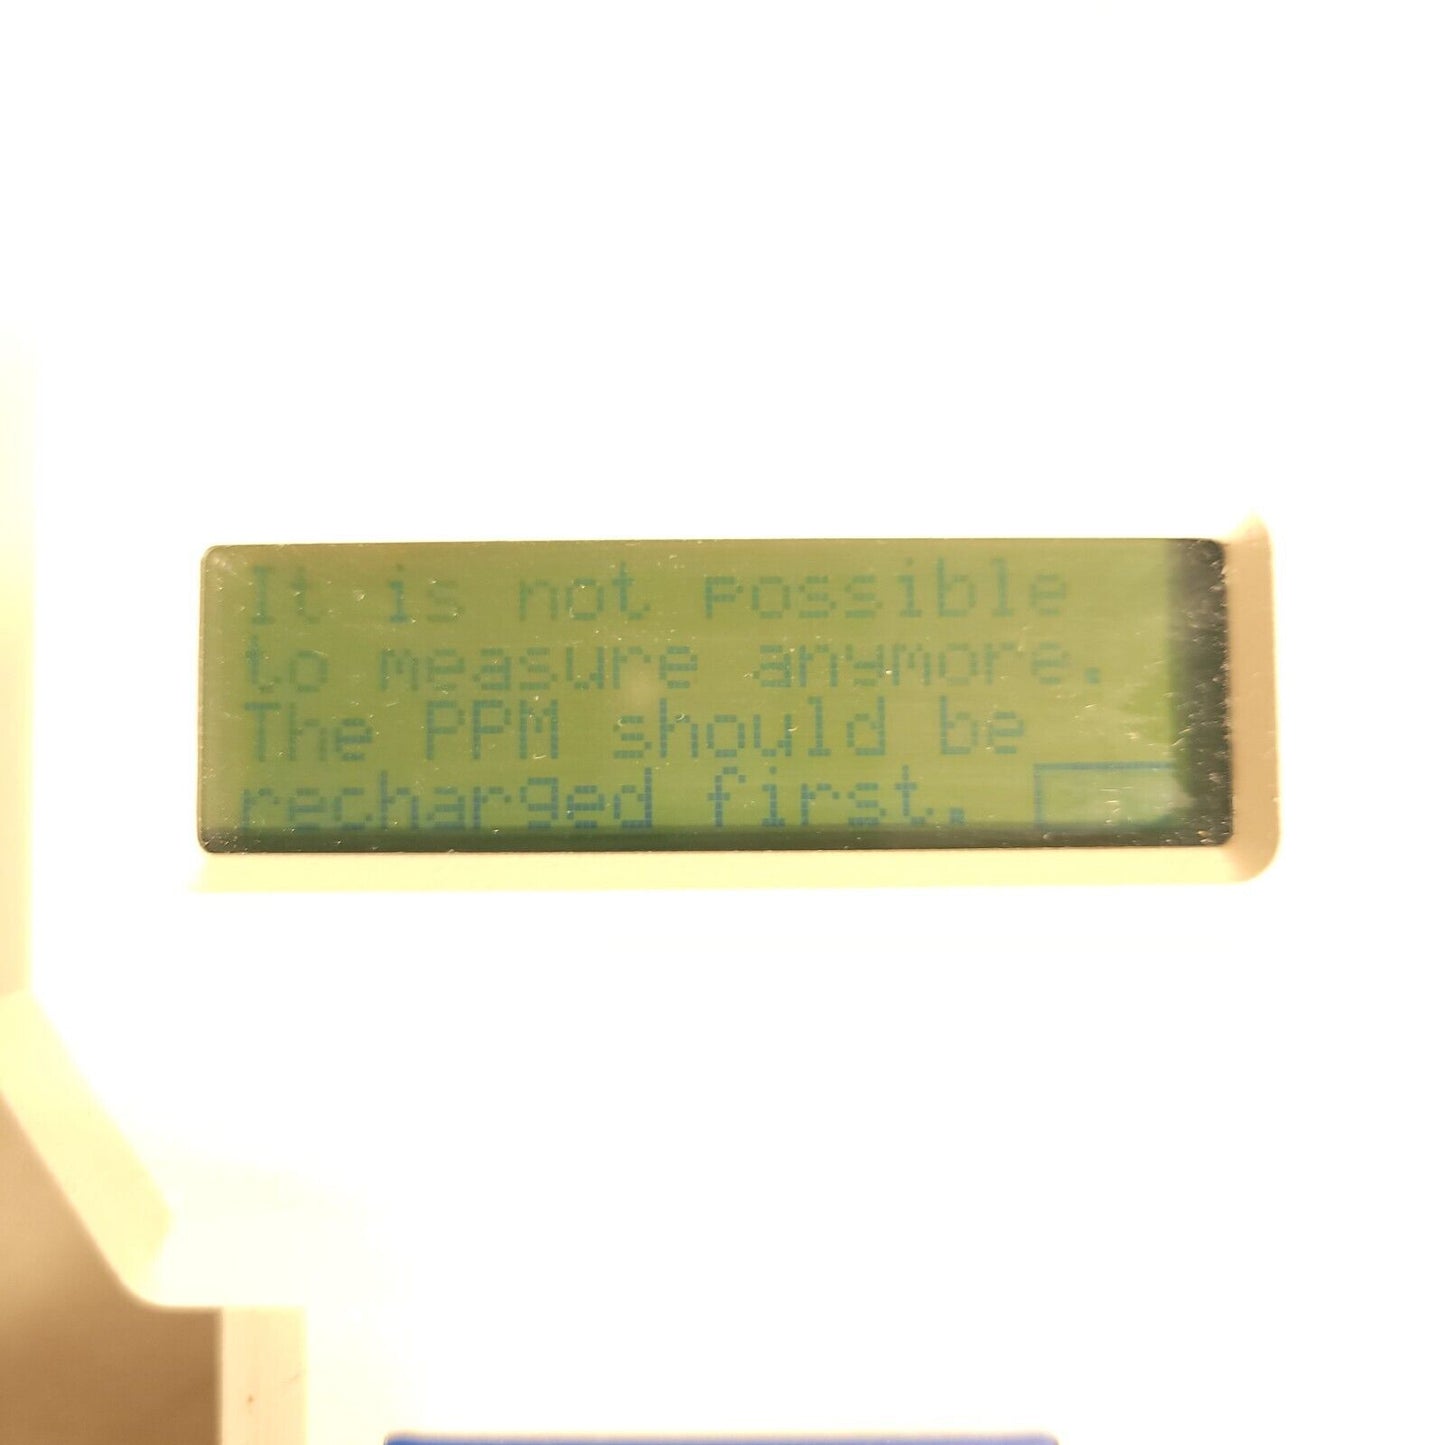 It is not possible
to measure anymore.
The PPM should be
recharged first.